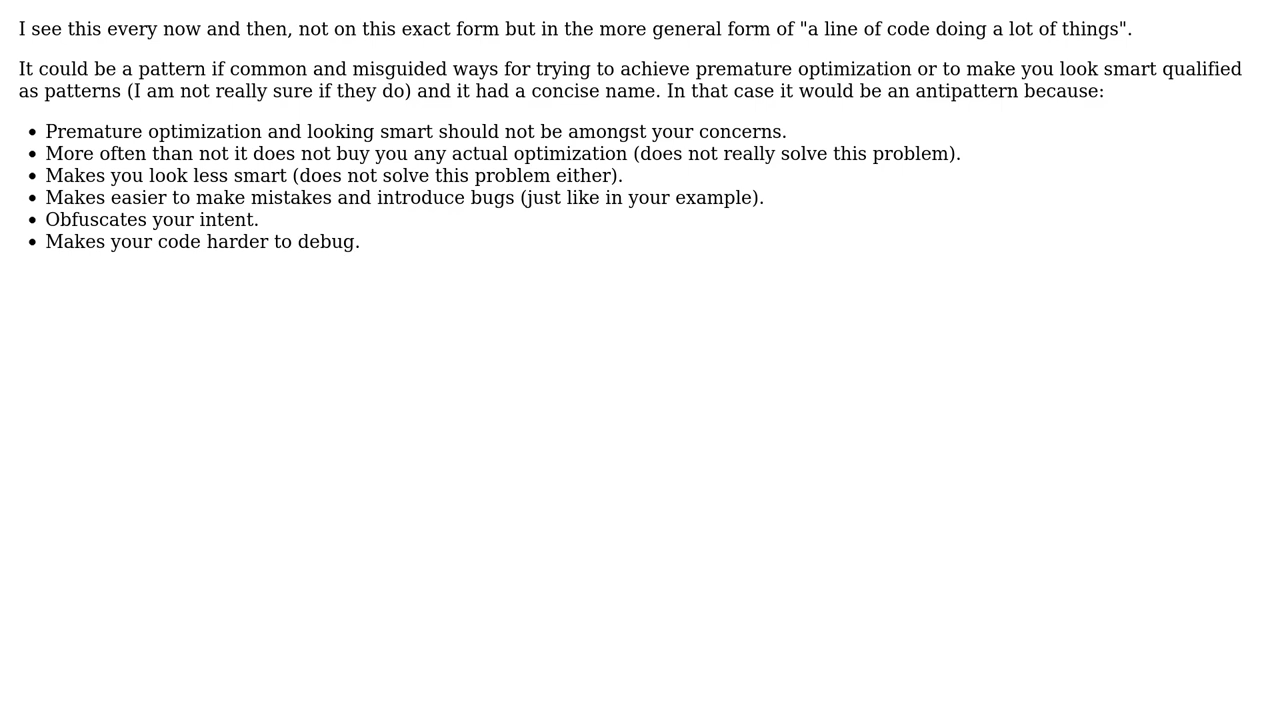 I see this every now and then, not on this exact form but in the more general form of "a line of code doing a lot of things".
It could be a pattern if common and misguided ways for trying to achieve premature optimization or to make you look smart qualified
as patterns (I am not really sure if they do) and it had a concise name. In that case it would be an antipattern because:
• Premature optimization and looking smart should not be amongst your concerns.
• More often than not it does not buy you any actual optimization (does not really solve this problem).
• Makes you look less smart (does not solve this problem either).
• Makes easier to make mistakes and introduce bugs (just like in your example).
• Obfuscates your intent.
• Makes your code harder to debug.